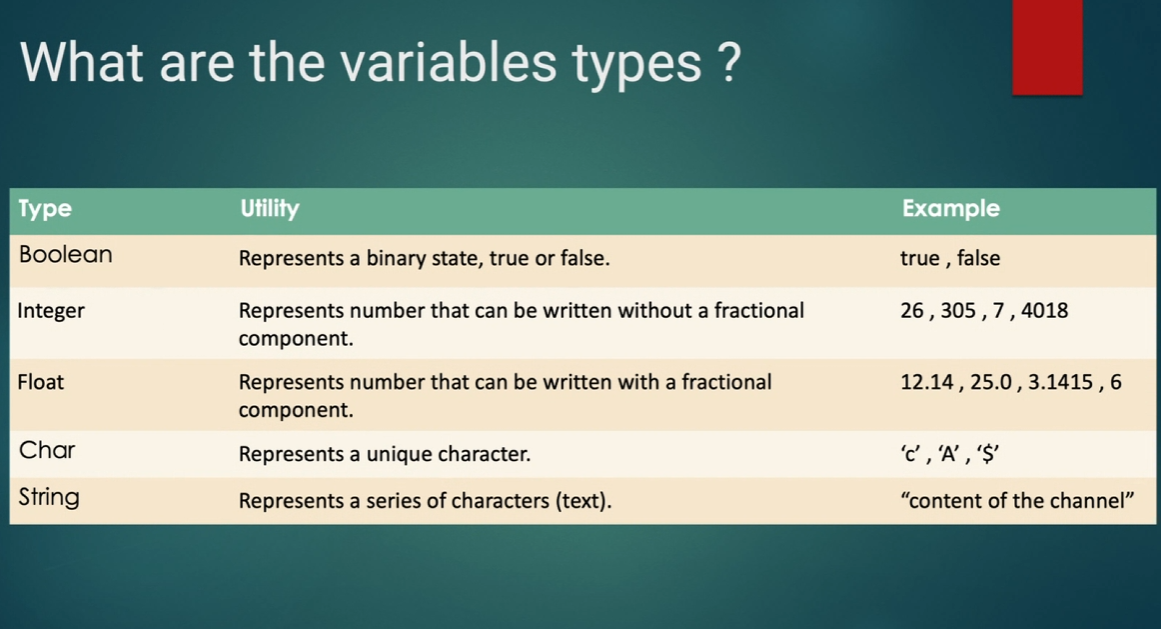 What are the variables types ?
Type Utility Example
Boolean Represents a binary state, true or false. true , false
Integer Represents number that can be written without a fractional 26 , 305 , 7 , 4018
component.
Float Represents number that can be written with a fractional 12.14 , 25.0 , 3.1415 , 6
component.
Char Represents a unique character. ‘c’ , ‘A’ , ‘$’
String Represents a series of characters (text). “content of the channel”